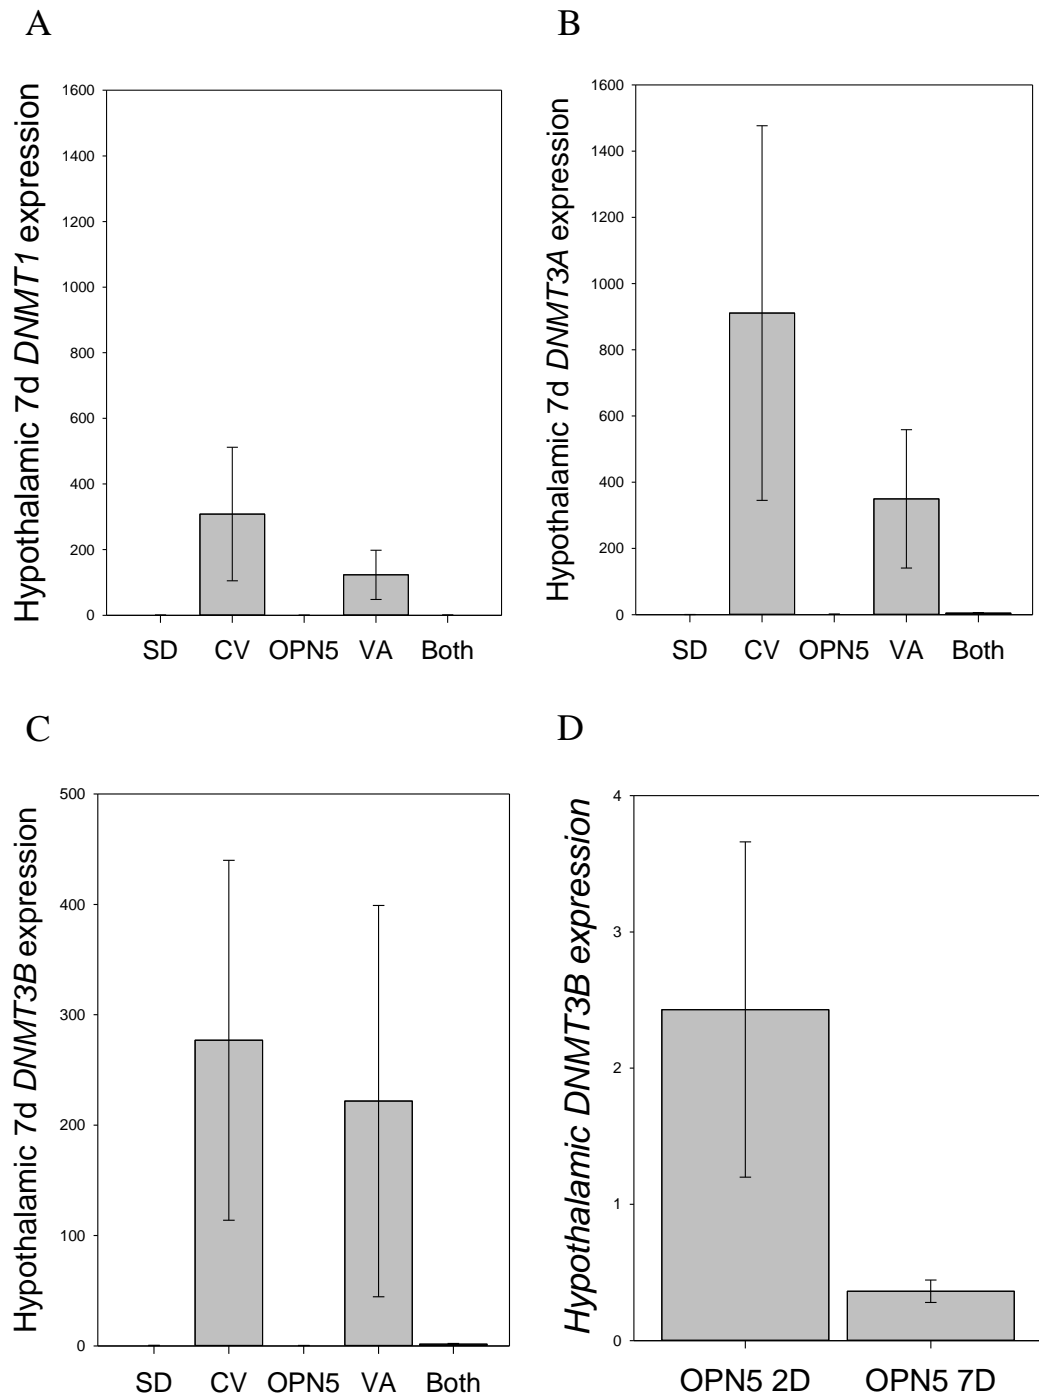 A
Hypothalamic 7d DNMT1 expression
1600
1400
1200
1000
800
600
400
200
0
SD CV OPN5 VA Both
B
Hypothalamic 7d DNMT3A expression
1600
1400
1200
1000
800
600
400
200
0
SD CV OPN5 VA Both
C
Hypothalamic 7d DNMT3B expression
500
400
300
200
100
0
SD CV OPN5 VA Both
D
Hypothalamic DNMT3B expression
4
3
2
1
0
OPN5 2D OPN5 7D